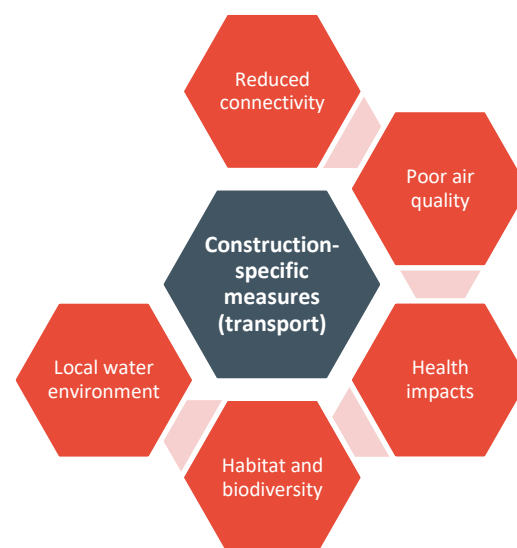 Reduced
connectivity
Poor air
quality
Construction-
specific
measures
(transport)
Health
impacts
Local water
environment
Habitat and
biodiversity